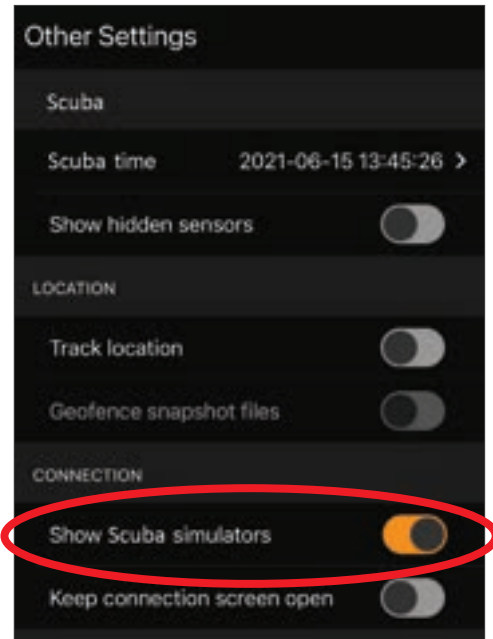 Other Settings
Scuba
Scuba time 2021-06-15 13:45:26 >
Show hidden sensors
LOCATION
Track location
Geofence snapshot files
CONNECTION
Show Scuba simulators
Keep connection screen open